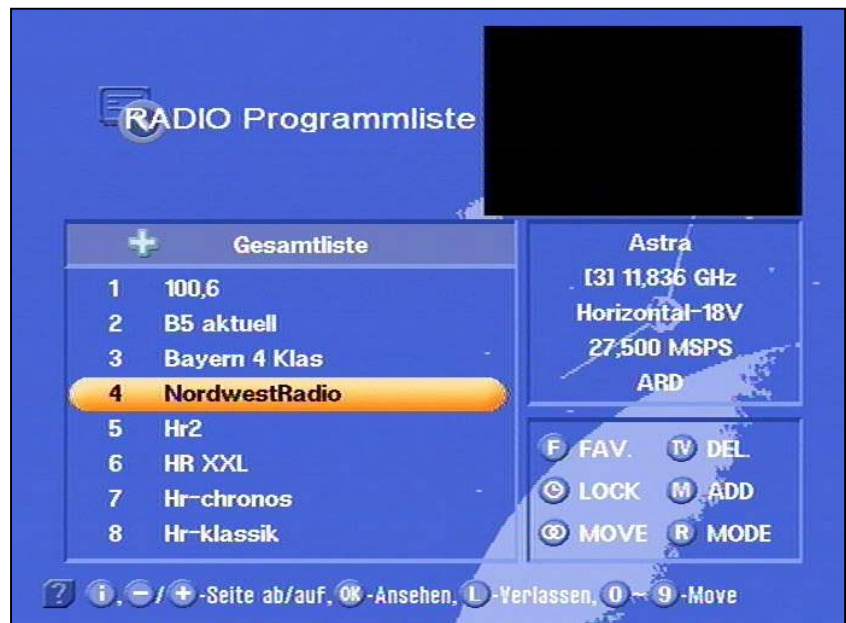 RADIO Programmliste
Gesamtliste
1 100,6
2 B5 aktuell
3 Bayern 4 Klas
4 NordwestRadio
5 Hr2
6 HR XXL
7 Hr-chronos
8 Hr-klassik
Astra
[3] 11,836 GHz
Horizontal-18V
27,500 MSPS
ARD
F FAV. TV DEL.
LOCK M ADD
MOVE R MODE
? i, -/+-Seite ab/auf, OK-Ansehen, L-Verlassen, 0~9-Move